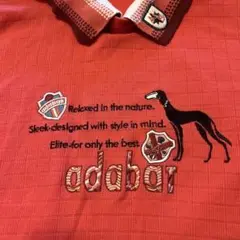 Relaxed in the nature.
Sleek-designed with style in mind.
Elite-for only the best.
adabat